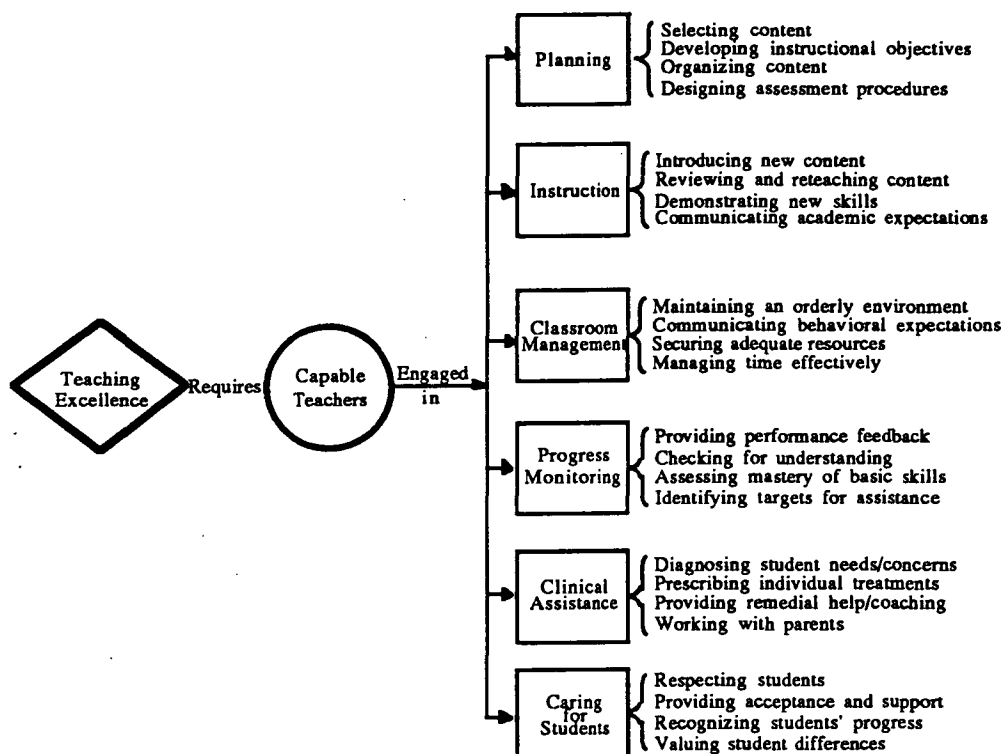 Teaching
Excellence
Requires
Capable
Teachers
Engaged
in
Planning
Selecting content
Developing instructional objectives
Organizing content
Designing assessment procedures
Instruction
Introducing new content
Reviewing and reteaching content
Demonstrating new skills
Communicating academic expectations
Classroom
Management
Maintaining an orderly environment
Communicating behavioral expectations
Securing adequate resources
Managing time effectively
Progress
Monitoring
Providing performance feedback
Checking for understanding
Assessing mastery of basic skills
Identifying targets for assistance
Clinical
Assistance
Diagnosing student needs/concerns
Prescribing individual treatments
Providing remedial help/coaching
Working with parents
Caring
for
Students
Respecting students
Providing acceptance and support
Recognizing students' progress
Valuing student differences